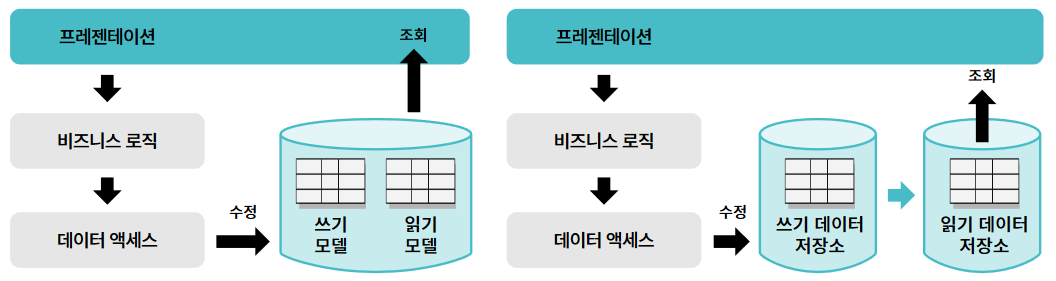 프레젠테이션
조회
비즈니스 로직
데이터 액세스
수정
쓰기
모델
읽기
모델
프레젠테이션
조회
비즈니스 로직
데이터 액세스
수정
쓰기 데이터
저장소
읽기 데이터
저장소